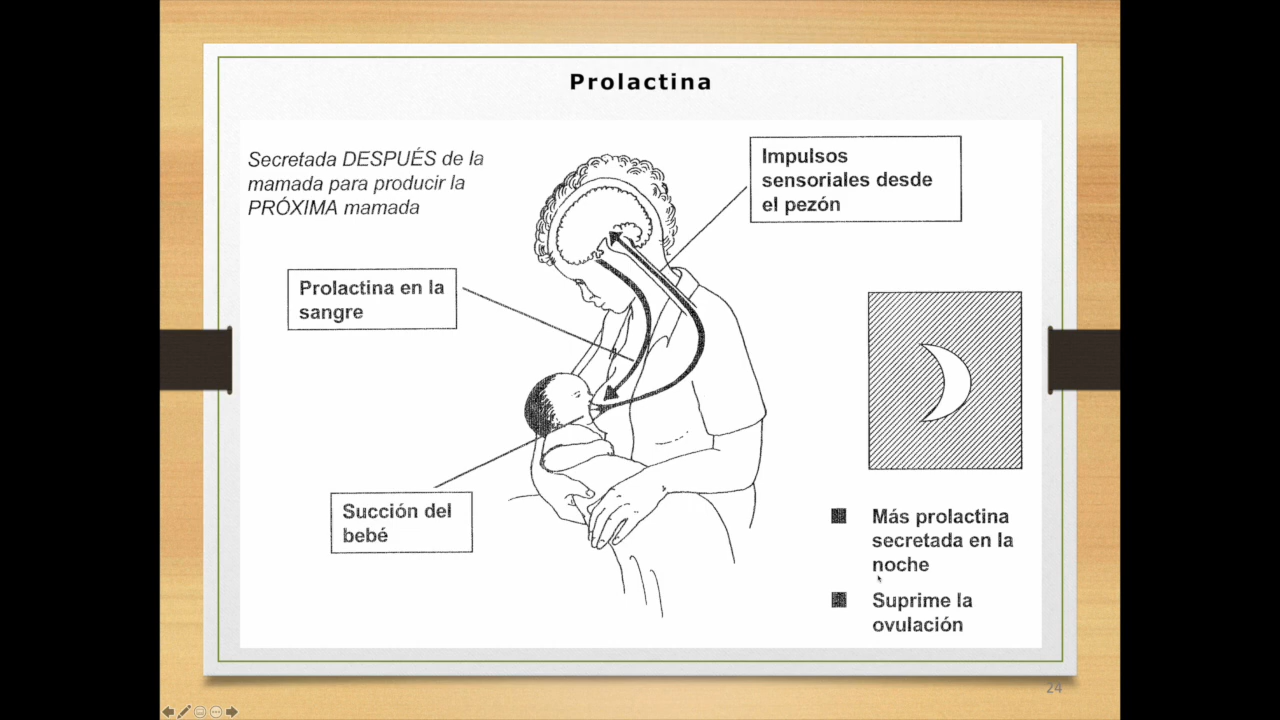 Prolactina
Secretada DESPUÉS de la
mamada para producir la
PRÓXIMA mamada
Impulsos
sensoriales desde
el pezón
Prolactina en la
sangre
Succión del
bebé
Más prolactina
secretada en la
noche
Suprime la
ovulación
24